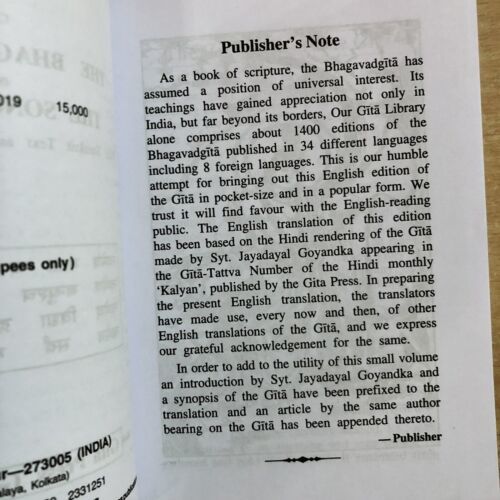 2019 15,000
pees only)
r—273005 (INDIA)
alaya, Kolkata)
2331251
Publisher's Note
As a book of scripture, the Bhagavadgītā has
assumed a position of universal interest. Its
teachings have gained appreciation not only in
India, but far beyond its borders, Our Gītā Library
alone comprises about 1400 editions of the
Bhagavadgītā published in 34 different languages
including 8 foreign languages. This is our humble
attempt for bringing out this English edition of
the Gītā in pocket-size and in a popular form. We
trust it will find favour with the English-reading
public. The English translation of this edition
has been based on the Hindi rendering of the Gītā
made by Syt. Jayadayal Goyandka appearing in
the Gītā-Tattva Number of the Hindi monthly
'Kalyan', published by the Gita Press. In preparing
the present English translation, the translators
have made use, every now and then, of other
English translations of the Gītā, and we express
our grateful acknowledgement for the same.
In order to add to the utility of this small volume
an introduction by Syt. Jayadayal Goyandka and
a synopsis of the Gītā have been prefixed to the
translation and an article by the same author
bearing on the Gītā has been appended thereto.
—Publisher